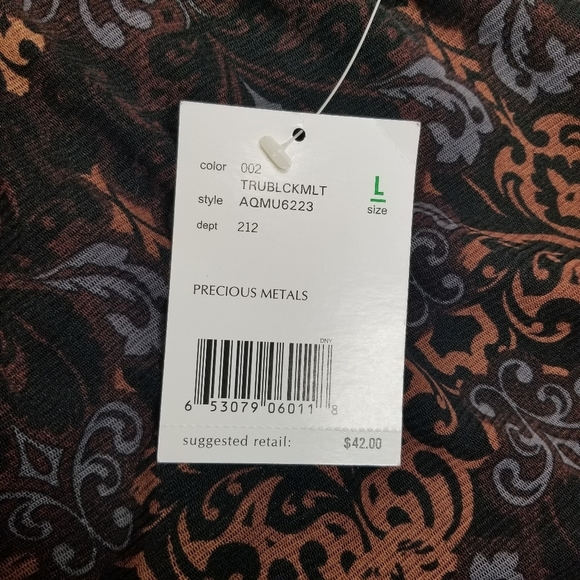 color 002
TRUBLCKMLT
style AQMU6223
L
size
dept 212
PRECIOUS METALS
DNY
6 53079 06011 8
suggested retail: $42.00